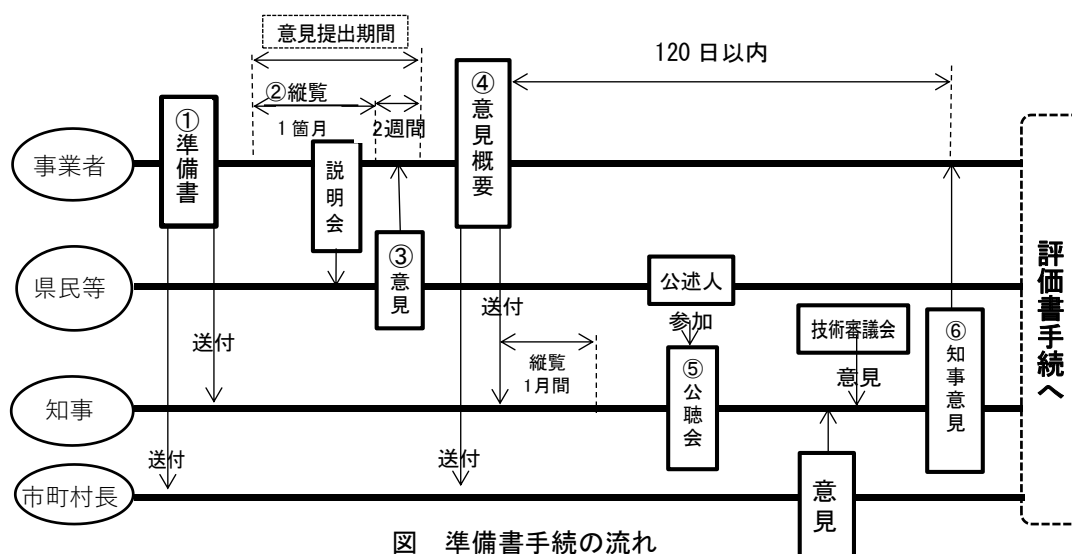 意見提出期間
120 日以内
②縦覧
1 箇月
2週間
①準備書
④意見概要
事業者
説明会
③意見
県民等
公述人
送付
送付
参加
技術審議会
⑥知事意見
縦覧
1月間
⑤公聴会
意見
知事
送付
送付
市町村長
意見
評価書手続へ
図　準備書手続の流れ